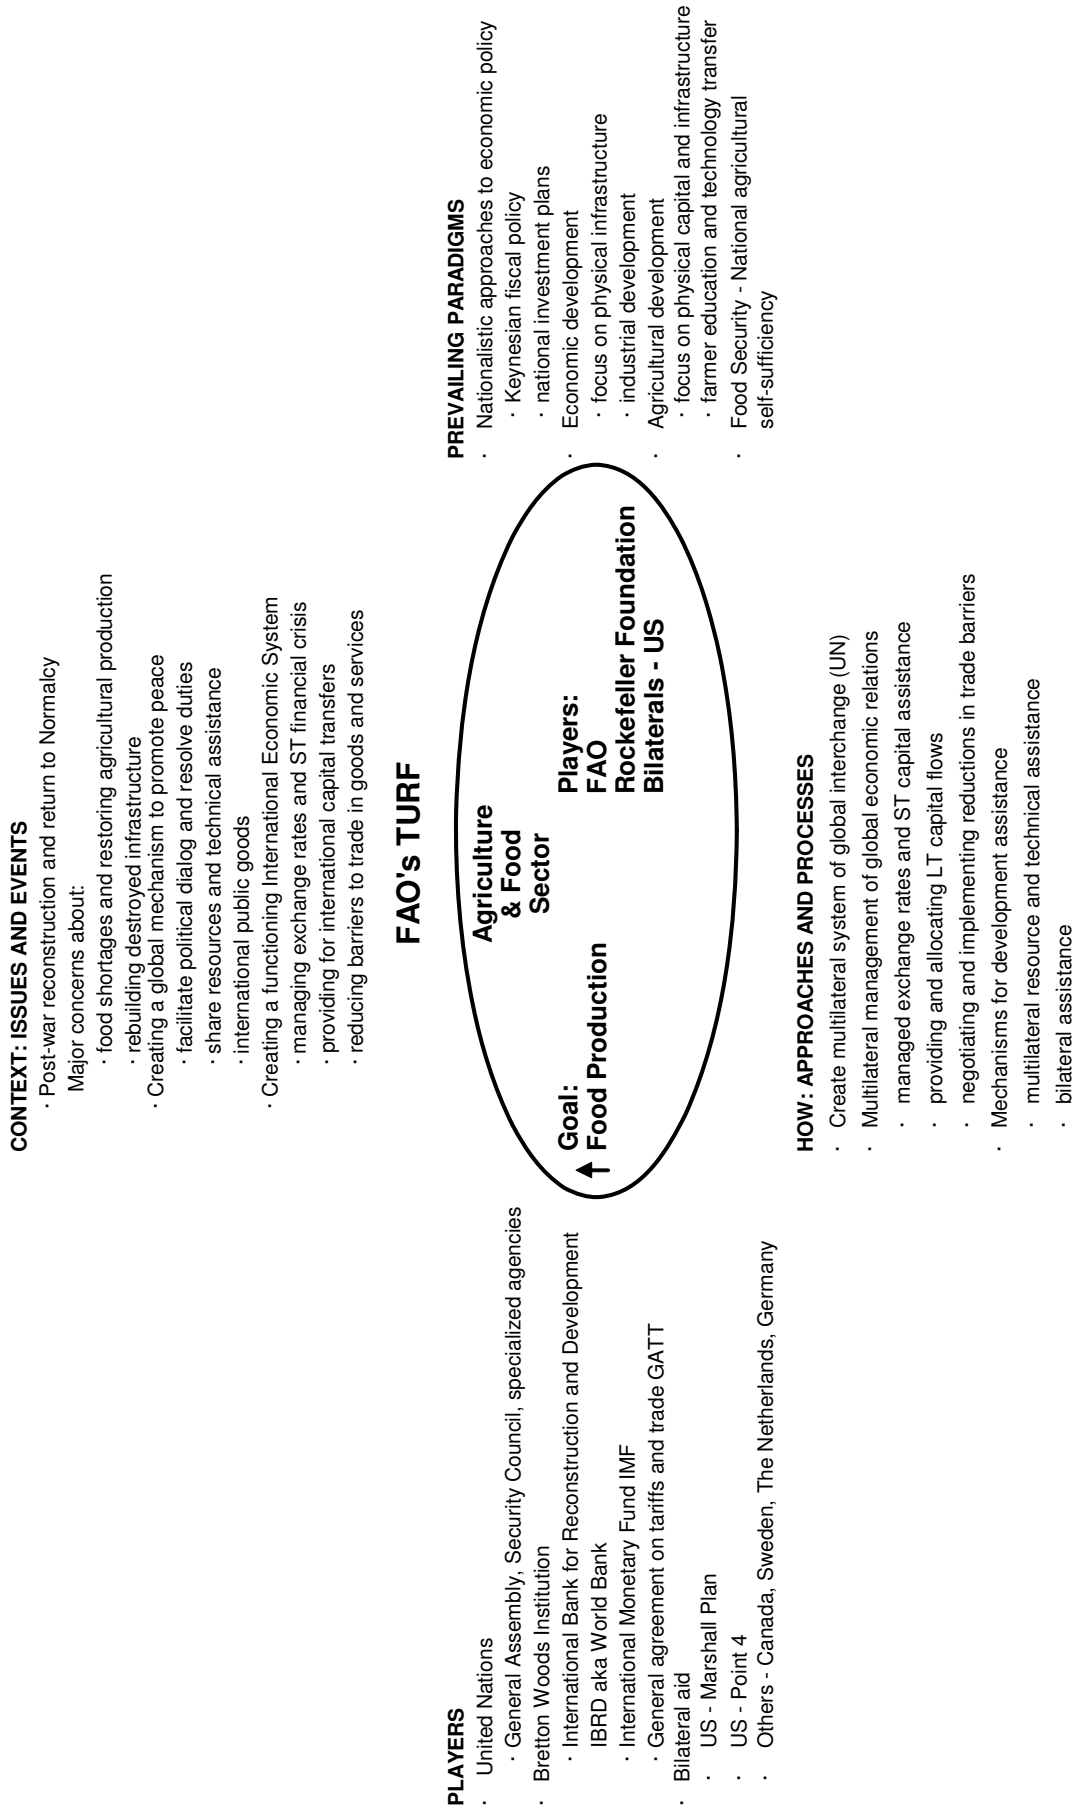 CONTEXT: ISSUES AND EVENTS
· Post-war reconstruction and return to Normalcy
Major concerns about:
· food shortages and restoring agricultural production
· rebuilding destroyed infrastructure
· Creating a global mechanism to promote peace
· facilitate political dialog and resolve duties
· share resources and technical assistance
· international public goods
· Creating a functioning International Economic System
· managing exchange rates and ST financial crisis
· providing for international capital transfers
· reducing barriers to trade in goods and services
FAO's TURF
PLAYERS
· United Nations
· General Assembly, Security Council, specialized agencies
· Bretton Woods Institution
· International Bank for Reconstruction and Development
IBRD aka World Bank
· International Monetary Fund IMF
· General agreement on tariffs and trade GATT
· Bilateral aid
· US - Marshall Plan
· US - Point 4
· Others - Canada, Sweden, The Netherlands, Germany
Agriculture
& Food
Sector
Goal:
↑ Food Production
Players:
FAO
Rockefeller Foundation
Bilaterals - US
PREVAILING PARADIGMS
· Nationalistic approaches to economic policy
· Keynesian fiscal policy
· national investment plans
· Economic development
· focus on physical infrastructure
· industrial development
· Agricultural development
· focus on physical capital and infrastructure
· farmer education and technology transfer
· Food Security - National agricultural
self-sufficiency
HOW: APPROACHES AND PROCESSES
· Create multilateral system of global interchange (UN)
· Multilateral management of global economic relations
· managed exchange rates and ST capital assistance
· providing and allocating LT capital flows
· negotiating and implementing reductions in trade barriers
· Mechanisms for development assistance
· multilateral resource and technical assistance
· bilateral assistance